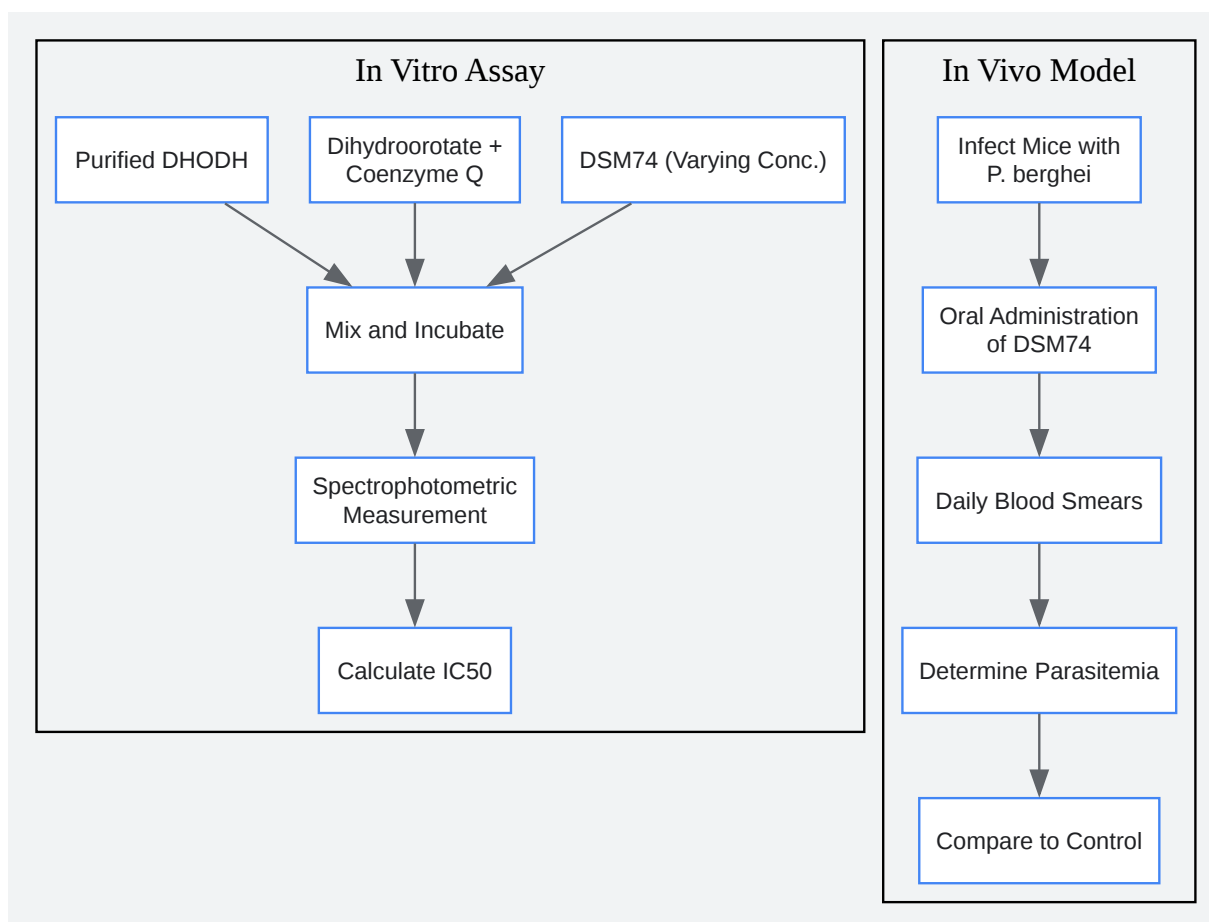 In Vitro Assay
Purified DHODH
Dihydroorotate +
Coenzyme Q
DSM74 (Varying Conc.)
Mix and Incubate
Spectrophotometric
Measurement
Calculate IC50
In Vivo Model
Infect Mice with
P. berghei
Oral Administration
of DSM74
Daily Blood Smears
Determine Parasitemia
Compare to Control